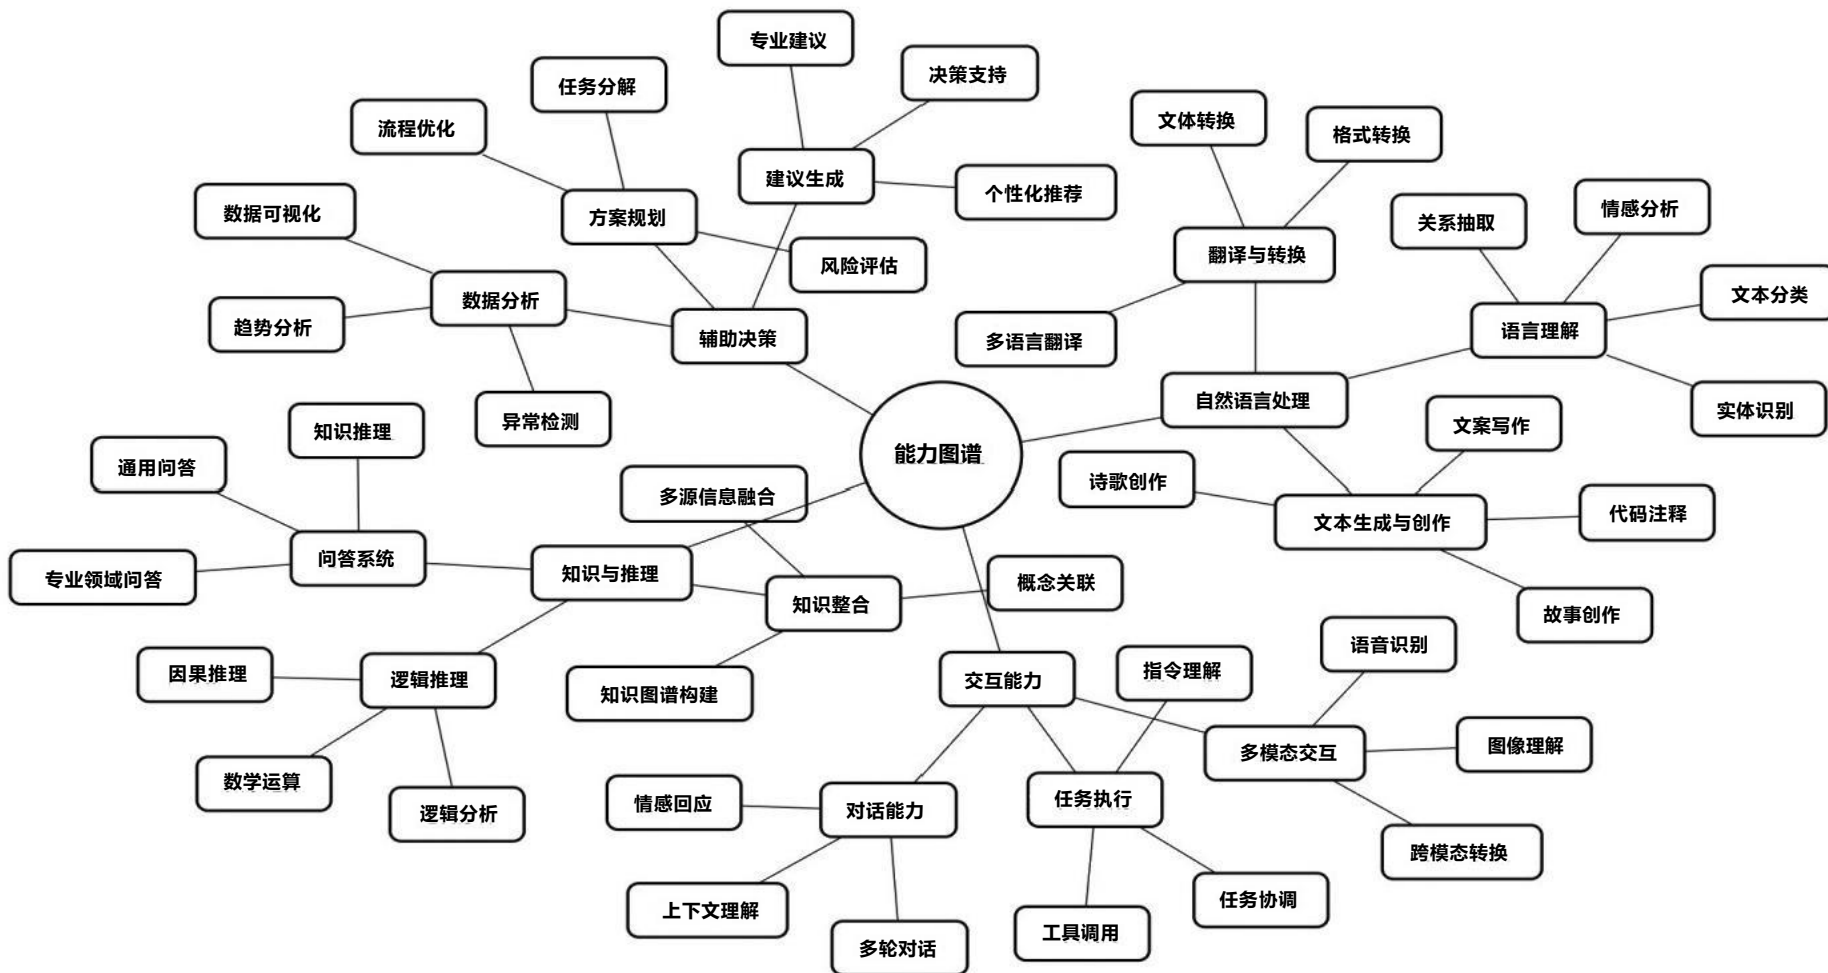 专业建议
决策支持
任务分解
流程优化
文体转换
格式转换
建议生成
个性化推荐
数据可视化
方案规划
关系抽取
情感分析
风险评估
翻译与转换
数据分析
趋势分析
文本分类
语言理解
辅助决策
多语言翻译
自然语言处理
实体识别
异常检测
知识推理
文案写作
通用问答
能力图谱
诗歌创作
多源信息融合
文本生成与创作
代码注释
问答系统
专业领域问答
知识与推理
概念关联
知识整合
故事创作
语音识别
因果推理
逻辑推理
知识图谱构建
交互能力
指令理解
多模态交互
图像理解
数学运算
逻辑分析
情感回应
对话能力
任务执行
跨模态转换
上下文理解
任务协调
多轮对话
工具调用